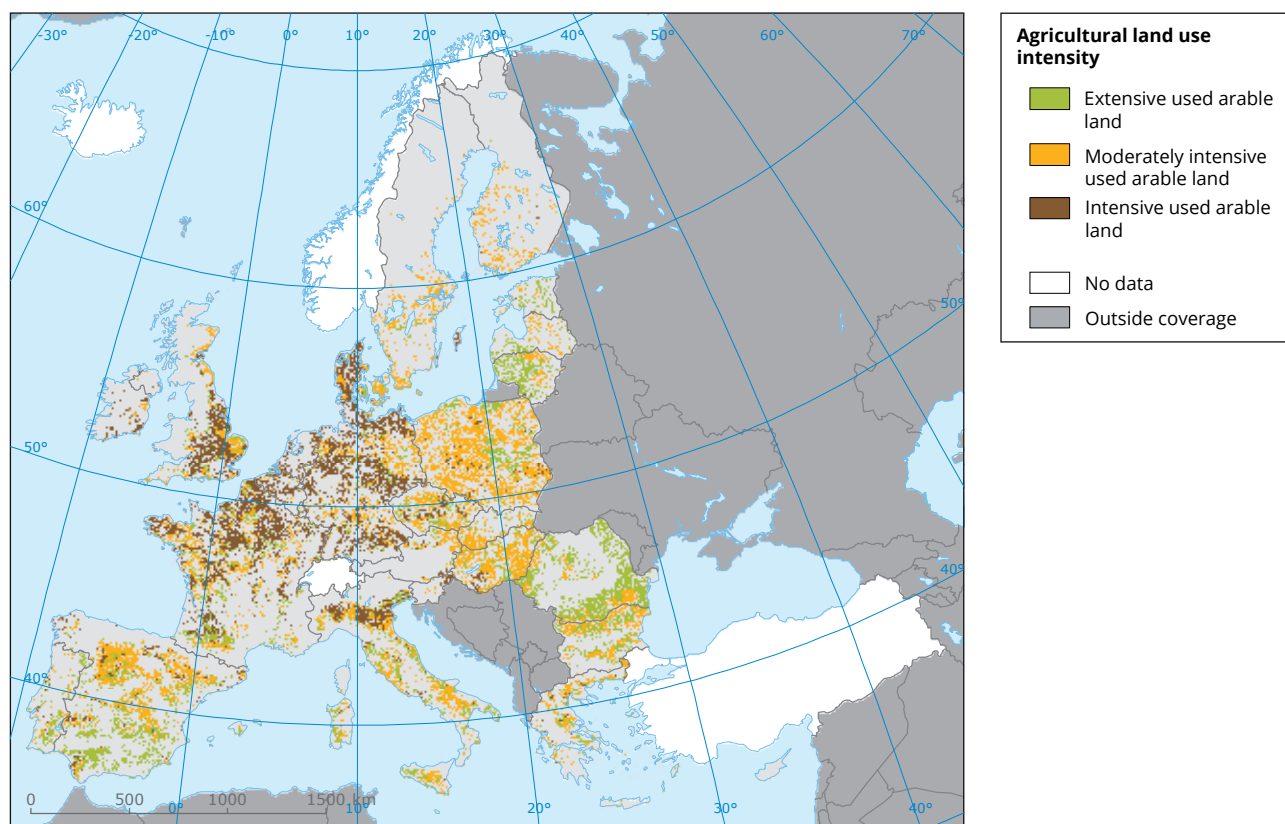 -30°
-20°
-10°
0°
10°
20°
30°
40°
50°
60°
70°
60°
50°
50°
40°
40°
0
500
1000
1500 km
0°
10°
20°
30°
40°
Agricultural land use
intensity
Extensive used arable
land
Moderately intensive
used arable land
Intensive used arable
land
No data
Outside coverage